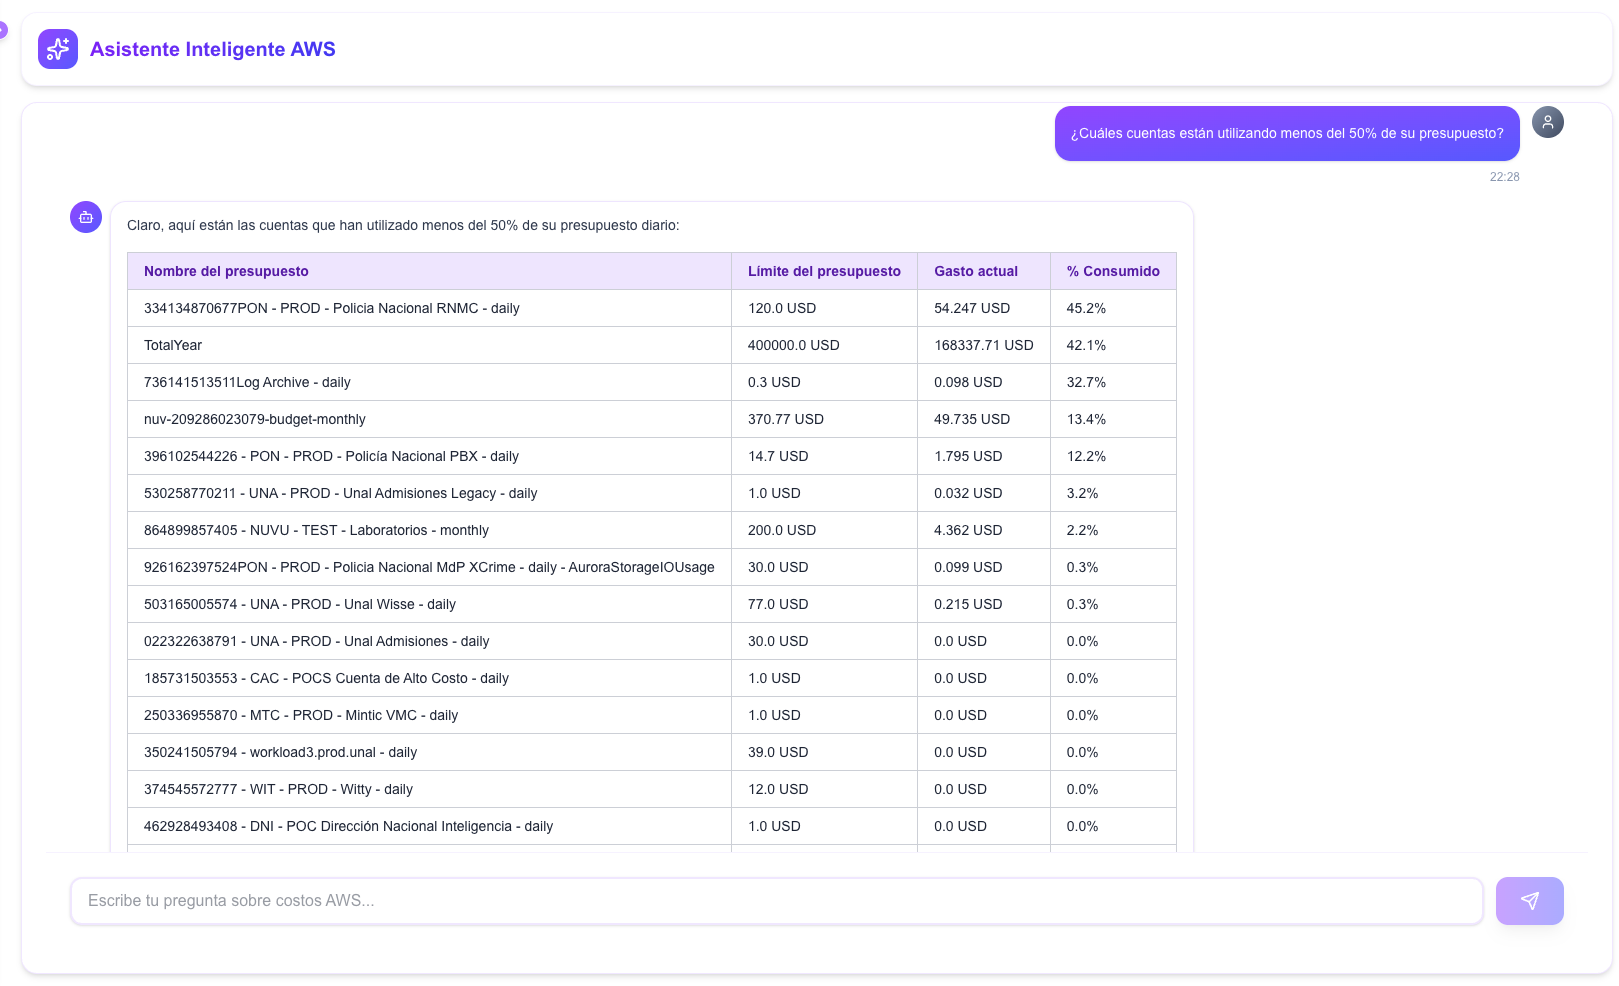 Asistente Inteligente AWS
¿Cuáles cuentas están utilizando menos del 50% de su presupuesto?
22:28
Claro, aquí están las cuentas que han utilizado menos del 50% de su presupuesto diario:
Nombre del presupuesto Límite del presupuesto Gasto actual % Consumido
334134870677PON - PROD - Policia Nacional RNMC - daily 120.0 USD 54.247 USD 45.2%
TotalYear 400000.0 USD 168337.71 USD 42.1%
736141513511Log Archive - daily 0.3 USD 0.098 USD 32.7%
nuv-209286023079-budget-monthly 370.77 USD 49.735 USD 13.4%
396102544226 - PON - PROD - Policía Nacional PBX - daily 14.7 USD 1.795 USD 12.2%
530258770211 - UNA - PROD - Unal Admisiones Legacy - daily 1.0 USD 0.032 USD 3.2%
864899857405 - NUVU - TEST - Laboratorios - monthly 200.0 USD 4.362 USD 2.2%
926162397524PON - PROD - Policia Nacional MdP XCrime - daily - AuroraStorageIOUsage 30.0 USD 0.099 USD 0.3%
503165005574 - UNA - PROD - Unal Wisse - daily 77.0 USD 0.215 USD 0.3%
022322638791 - UNA - PROD - Unal Admisiones - daily 30.0 USD 0.0 USD 0.0%
185731503553 - CAC - POCS Cuenta de Alto Costo - daily 1.0 USD 0.0 USD 0.0%
250336955870 - MTC - PROD - Mintic VMC - daily 1.0 USD 0.0 USD 0.0%
350241505794 - workload3.prod.unal - daily 39.0 USD 0.0 USD 0.0%
374545572777 - WIT - PROD - Witty - daily 12.0 USD 0.0 USD 0.0%
462928493408 - DNI - POC Dirección Nacional Inteligencia - daily 1.0 USD 0.0 USD 0.0%
Escribe tu pregunta sobre costos AWS...